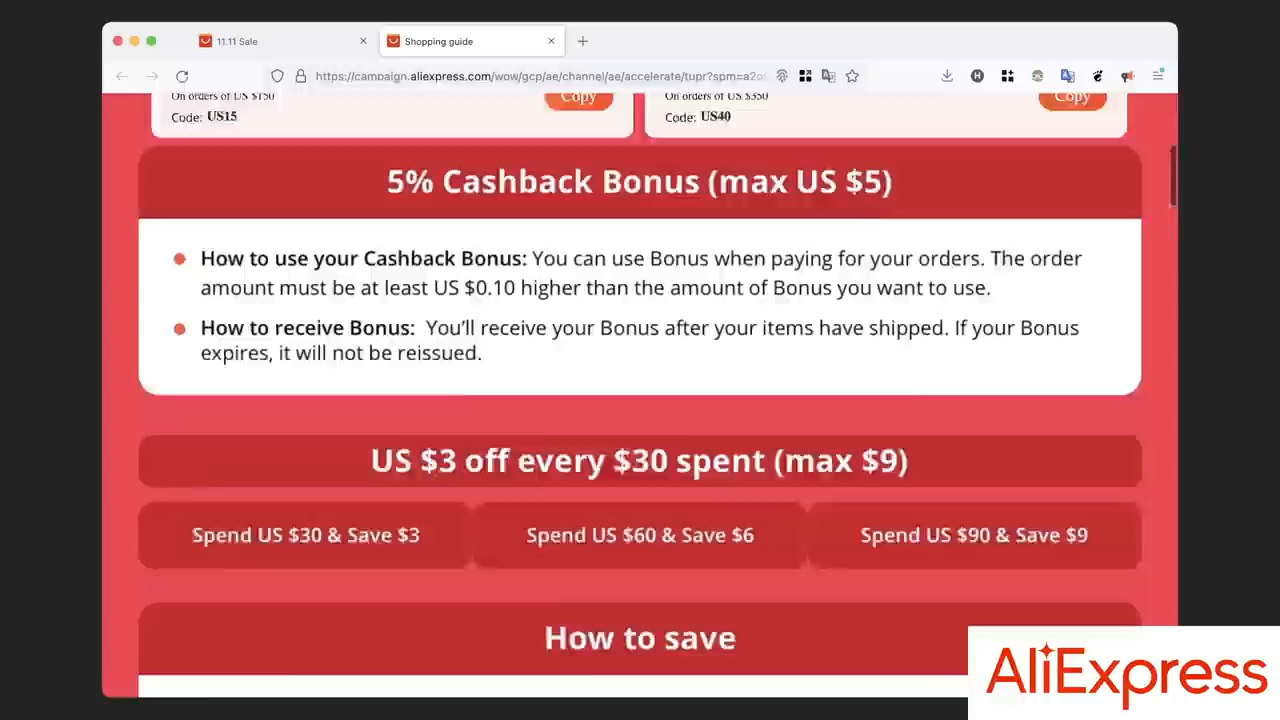 11.11 Sale
Shopping guide
https://campaign.aliexpress.com/wow/gcp/ae/channel/ae/accelerate/tupr?spm=a2o
On orders of US $150
Copy
Code: US15
On orders of US $350
Copy
Code: US40
5% Cashback Bonus (max US $5)
How to use your Cashback Bonus: You can use Bonus when paying for your orders. The order
amount must be at least US $0.10 higher than the amount of Bonus you want to use.
How to receive Bonus: You’ll receive your Bonus after your items have shipped. If your Bonus
expires, it will not be reissued.
US $3 off every $30 spent (max $9)
Spend US $30 & Save $3
Spend US $60 & Save $6
Spend US $90 & Save $9
How to save
AliExpress